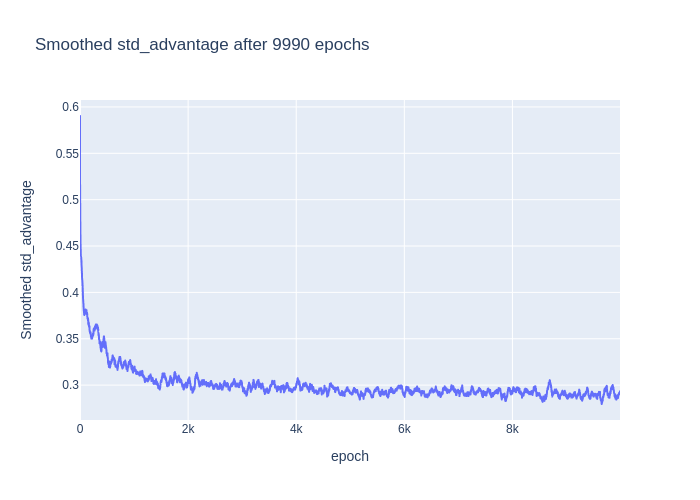 Smoothed std_advantage after 9990 epochs
Smoothed std_advantage
0.6
0.55
0.5
0.45
0.4
0.35
0.3
0
2k
4k
6k
8k
epoch